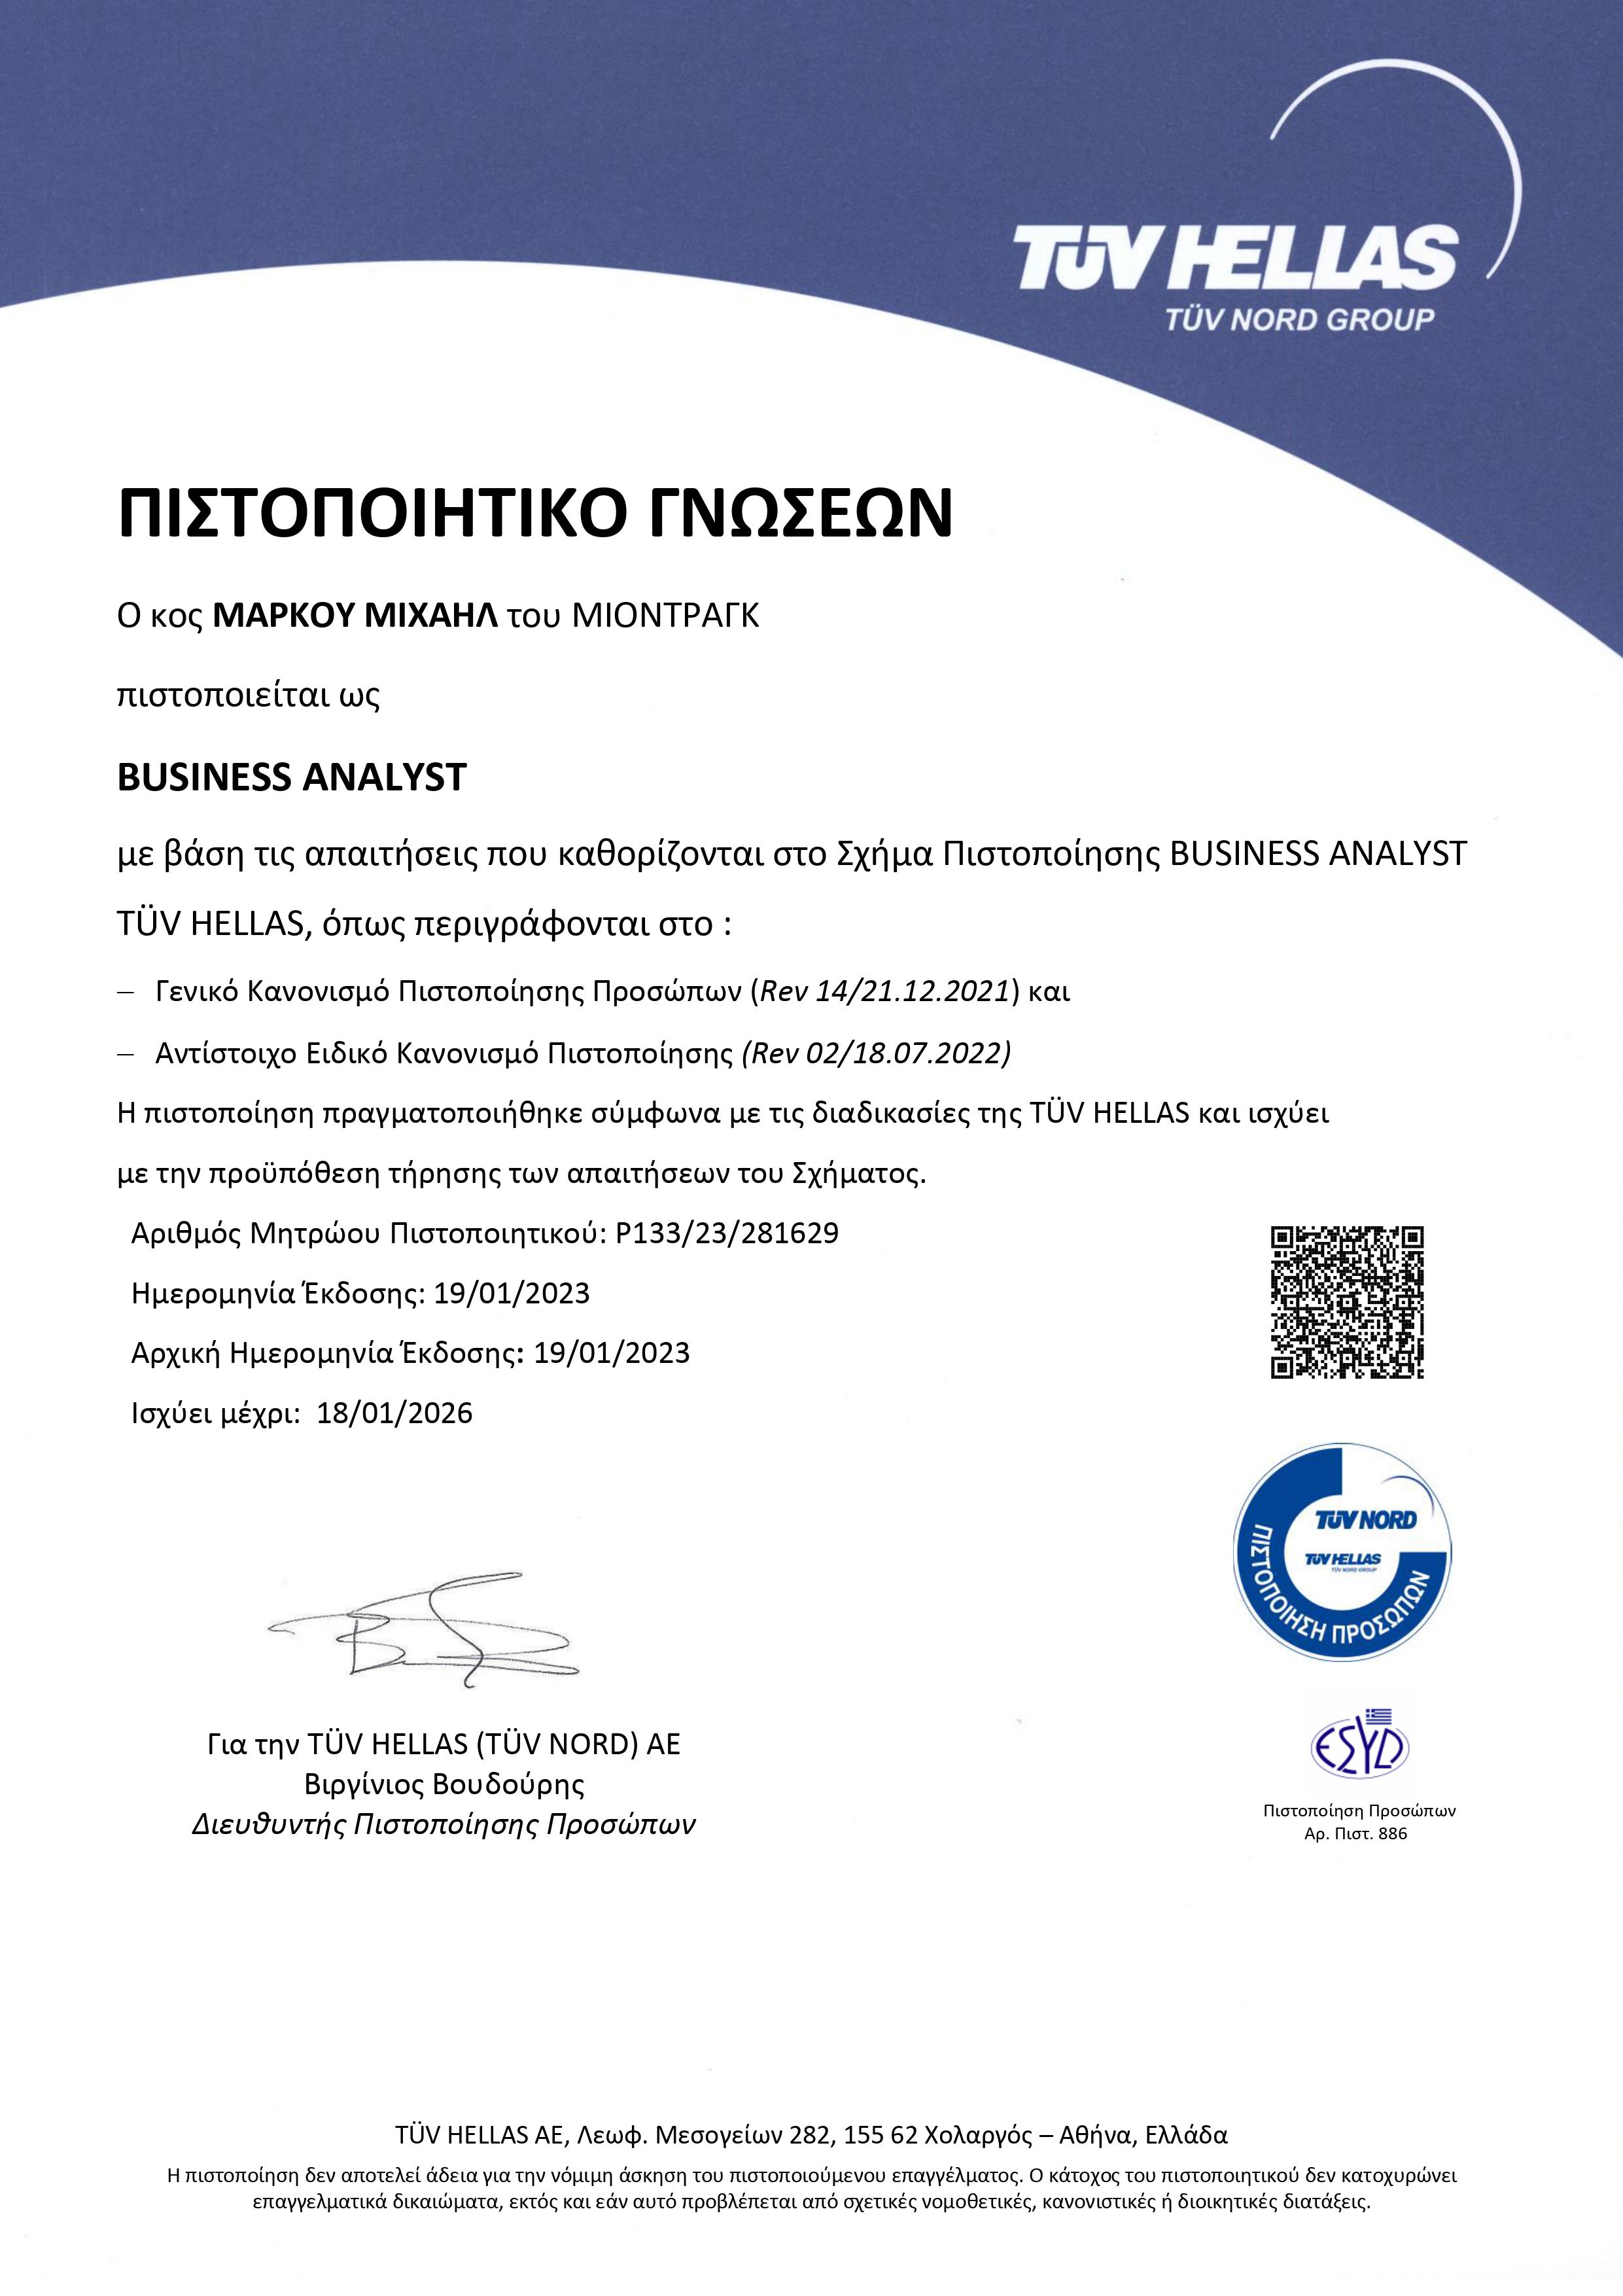 TÜV HELLAS
TÜV NORD GROUP
ΠΙΣΤΟΠΟΙΗΤΙΚΟ ΓΝΩΣΕΩΝ
Ο κος ΜΑΡΚΟΥ ΜΙΧΑΗΛ του ΜΙΟΝΤΡΑΓΚ
πιστοποιείται ως
BUSINESS ANALYST
με βάση τις απαιτήσεις που καθορίζονται στο Σχήμα Πιστοποίησης BUSINESS ANALYST
TÜV HELLAS, όπως περιγράφονται στο :
– Γενικό Κανονισμό Πιστοποίησης Προσώπων (Rev 14/21.12.2021) και
– Αντίστοιχο Ειδικό Κανονισμό Πιστοποίησης (Rev 02/18.07.2022)
Η πιστοποίηση πραγματοποιήθηκε σύμφωνα με τις διαδικασίες της TÜV HELLAS και ισχύει
με την προϋπόθεση τήρησης των απαιτήσεων του Σχήματος.
Αριθμός Μητρώου Πιστοποιητικού: P133/23/281629
Ημερομηνία Έκδοσης: 19/01/2023
Αρχική Ημερομηνία Έκδοσης: 19/01/2023
Ισχύει μέχρι: 18/01/2026
TÜV NORD
TÜV HELLAS
TÜV NORD GROUP
ΠΙΣΤΟΠΟΙΗΣΗ ΠΡΟΣΩΠΩΝ
ESYD
Πιστοποίηση Προσώπων
Αρ. Πιστ. 886
Για την TÜV HELLAS (TÜV NORD) ΑΕ
Βιργίνιος Βουδούρης
Διευθυντής Πιστοποίησης Προσώπων
TÜV HELLAS ΑΕ, Λεωφ. Μεσογείων 282, 155 62 Χολαργός – Αθήνα, Ελλάδα
Η πιστοποίηση δεν αποτελεί άδεια για την νόμιμη άσκηση του πιστοποιούμενου επαγγέλματος. Ο κάτοχος του πιστοποιητικού δεν κατοχυρώνει
επαγγελματικά δικαιώματα, εκτός και εάν αυτό προβλέπεται από σχετικές νομοθετικές, κανονιστικές ή διοικητικές διατάξεις.